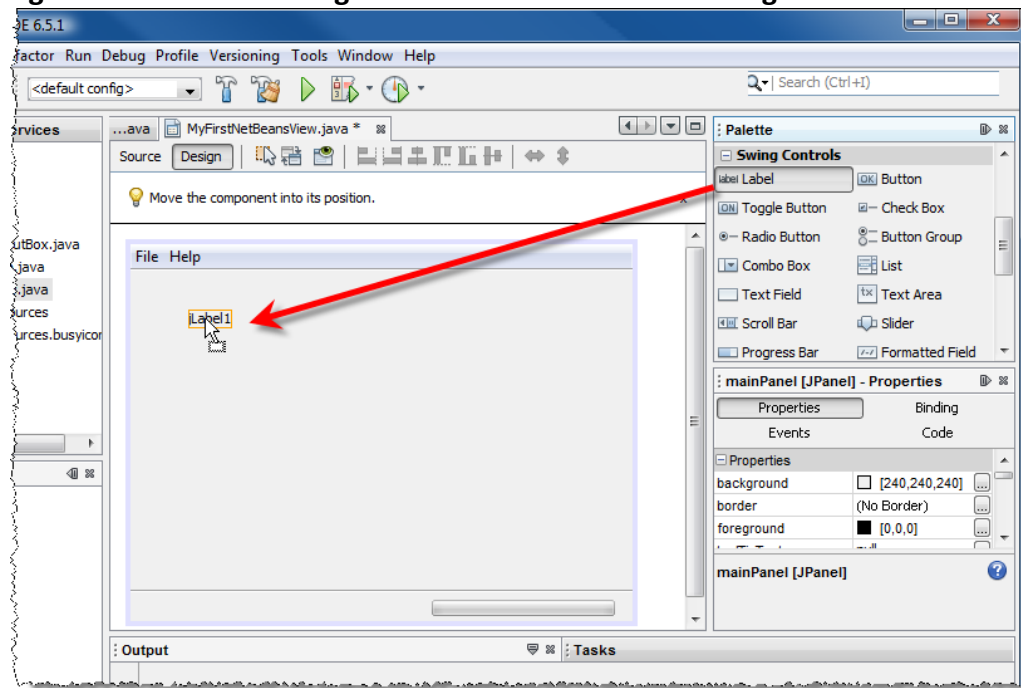 DE 6.5.1
factor Run Debug Profile Versioning Tools Window Help
<default config>
Search (Ctrl+I)
ervices
...ava MyFirstNetBeansView.java *
Palette
Source Design
Swing Controls
label Label OK Button
Move the component into its position. x
ON Toggle Button Check Box
Radio Button Button Group
utBox.java
.java
File Help
Combo Box List
.java
Text Field tx Text Area
urces
jLabel1
Scroll Bar Slider
urces.busyicor
Progress Bar Formatted Field
mainPanel [JPanel] - Properties
Properties Binding
Events Code
Properties
background [240,240,240] ...
border (No Border) ...
foreground [0,0,0] ...
mainPanel [JPanel]
Output Tasks